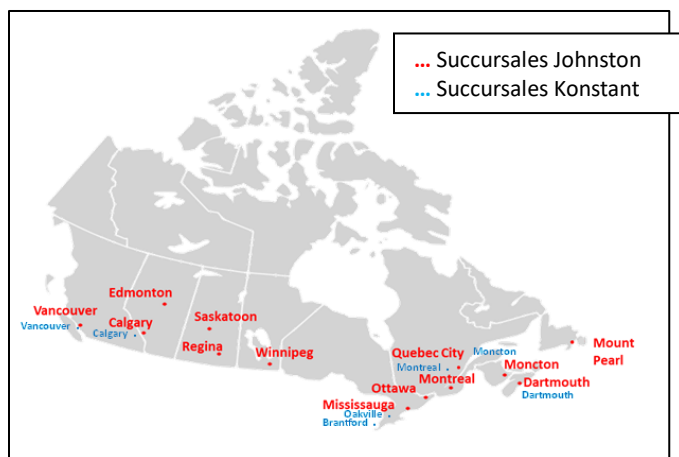 ... Succursales Johnston
... Succursales Konstant
Edmonton
Vancouver
Vancouver
Calgary
Calgary
Saskatoon
Regina
Winnipeg
Quebec City
Montreal
Montreal
Ottawa
Mississauga
Oakville
Brantford
Moncton
Moncton
Dartmouth
Dartmouth
Mount
Pearl